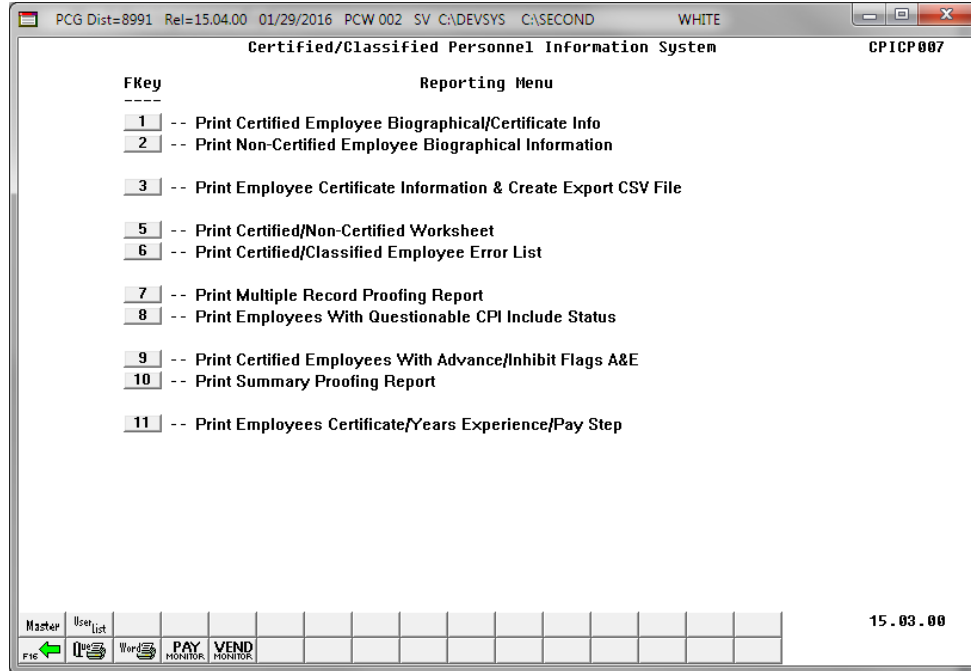 PCG Dist=8991 Rel=15.04.00 01/29/2016 PCW 002 SV C:\DEVSYS C:\SECOND WHITE
Certified/Classified Personnel Information System CPICP007
FKey Reporting Menu
----
1 -- Print Certified Employee Biographical/Certificate Info
2 -- Print Non-Certified Employee Biographical Information
3 -- Print Employee Certificate Information & Create Export CSV File
5 -- Print Certified/Non-Certified Worksheet
6 -- Print Certified/Classified Employee Error List
7 -- Print Multiple Record Proofing Report
8 -- Print Employees With Questionable CPI Include Status
9 -- Print Certified Employees With Advance/Inhibit Flags A&E
10 -- Print Summary Proofing Report
11 -- Print Employees Certificate/Years Experience/Pay Step
Master User List 15.03.00
F16 Que Word PAY MONITOR VEND MONITOR